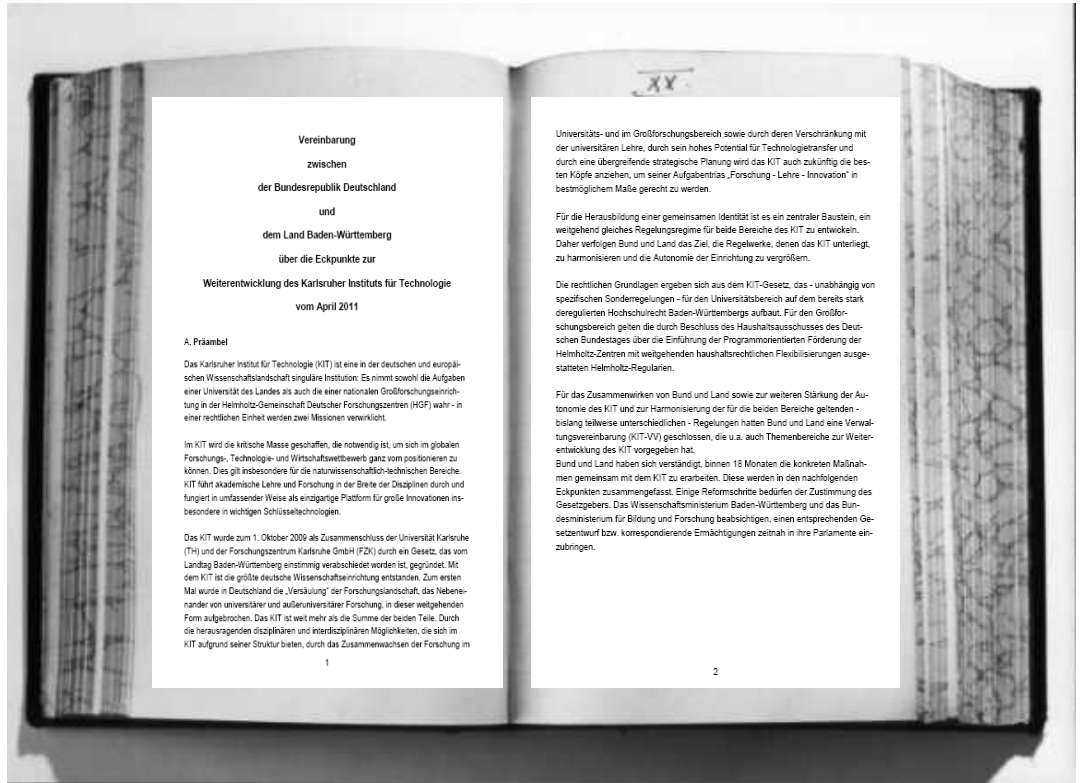 XX
Vereinbarung
zwischen
der Bundesrepublik Deutschland
und
dem Land Baden-Württemberg
über die Eckpunkte zur
Weiterentwicklung des Karlsruher Instituts für Technologie
vom April 2011
A. Präambel
Das Karlsruher Institut für Technologie (KIT) ist eine in der deutschen und europäi-
schen Wissenschaftslandschaft singuläre Institution: Es nimmt sowohl die Aufgaben
einer Universität des Landes als auch die einer nationalen Großforschungseinrich-
tung in der Helmholtz-Gemeinschaft Deutscher Forschungszentren (HGF) wahr - in
einer rechtlichen Einheit werden zwei Missionen verwirklicht.
Im KIT wird die kritische Masse geschaffen, die notwendig ist, um sich im globalen
Forschungs-, Technologie- und Wirtschaftswettbewerb ganz vorn positionieren zu
können. Dies gilt insbesondere für die naturwissenschaftlich-technischen Bereiche.
KIT führt akademische Lehre und Forschung in der Breite der Disziplinen durch und
fungiert in umfassender Weise als einzigartige Plattform für große Innovationen ins-
besondere in wichtigen Schlüsseltechnologien.
Das KIT wurde zum 1. Oktober 2009 als Zusammenschluss der Universität Karlsruhe
(TH) und der Forschungszentrum Karlsruhe GmbH (FZK) durch ein Gesetz, das vom
Landtag Baden-Württemberg einstimmig verabschiedet worden ist, gegründet. Mit
dem KIT ist die größte deutsche Wissenschaftseinrichtung entstanden. Zum ersten
Mal wurde in Deutschland die „Versäulung" der Forschungslandschaft, das Nebenei-
nander von universitärer und außeruniversitärer Forschung, in dieser weitgehenden
Form aufgebrochen. Das KIT ist weit mehr als die Summe der beiden Teile. Durch
die herausragenden disziplinären und interdisziplinären Möglichkeiten, die sich im
KIT aufgrund seiner Struktur bieten, durch das Zusammenwachsen der Forschung im
1
Universitäts- und im Großforschungsbereich sowie durch deren Verschränkung mit
der universitären Lehre, durch sein hohes Potential für Technologietransfer und
durch eine übergreifende strategische Planung wird das KIT auch zukünftig die bes-
ten Köpfe anziehen, um seiner Aufgabentrias „Forschung - Lehre - Innovation" in
bestmöglichem Maße gerecht zu werden.
Für die Herausbildung einer gemeinsamen Identität ist es ein zentraler Baustein, ein
weitgehend gleiches Regelungsregime für beide Bereiche des KIT zu entwickeln.
Daher verfolgen Bund und Land das Ziel, die Regelwerke, denen das KIT unterliegt,
zu harmonisieren und die Autonomie der Einrichtung zu vergrößern.
Die rechtlichen Grundlagen ergeben sich aus dem KIT-Gesetz, das - unabhängig von
spezifischen Sonderregelungen - für den Universitätsbereich auf dem bereits stark
deregulierten Hochschulrecht Baden-Württembergs aufbaut. Für den Großfor-
schungsbereich gelten die durch Beschluss des Haushaltsausschusses des Deut-
schen Bundestages über die Einführung der Programmorientierten Förderung der
Helmholtz-Zentren mit weitgehenden haushaltsrechtlichen Flexibilisierungen ausge-
statteten Helmholtz-Regularien.
Für das Zusammenwirken von Bund und Land sowie zur weiteren Stärkung der Au-
tonomie des KIT und zur Harmonisierung der für die beiden Bereiche geltenden -
bislang teilweise unterschiedlichen - Regelungen hatten Bund und Land eine Verwal-
tungsvereinbarung (KIT-VV) geschlossen, die u.a. auch Themenbereiche zur Weiter-
entwicklung des KIT vorgegeben hat.
Bund und Land haben sich verständigt, binnen 18 Monaten die konkreten Maßnah-
men gemeinsam mit dem KIT zu erarbeiten. Diese werden in den nachfolgenden
Eckpunkten zusammengefasst. Einige Reformschritte bedürfen der Zustimmung des
Gesetzgebers. Das Wissenschaftsministerium Baden-Württemberg und das Bun-
desministerium für Bildung und Forschung beabsichtigen, einen entsprechenden Ge-
setzentwurf bzw. korrespondierende Ermächtigungen zeitnah in ihre Parlamente ein-
zubringen.
2